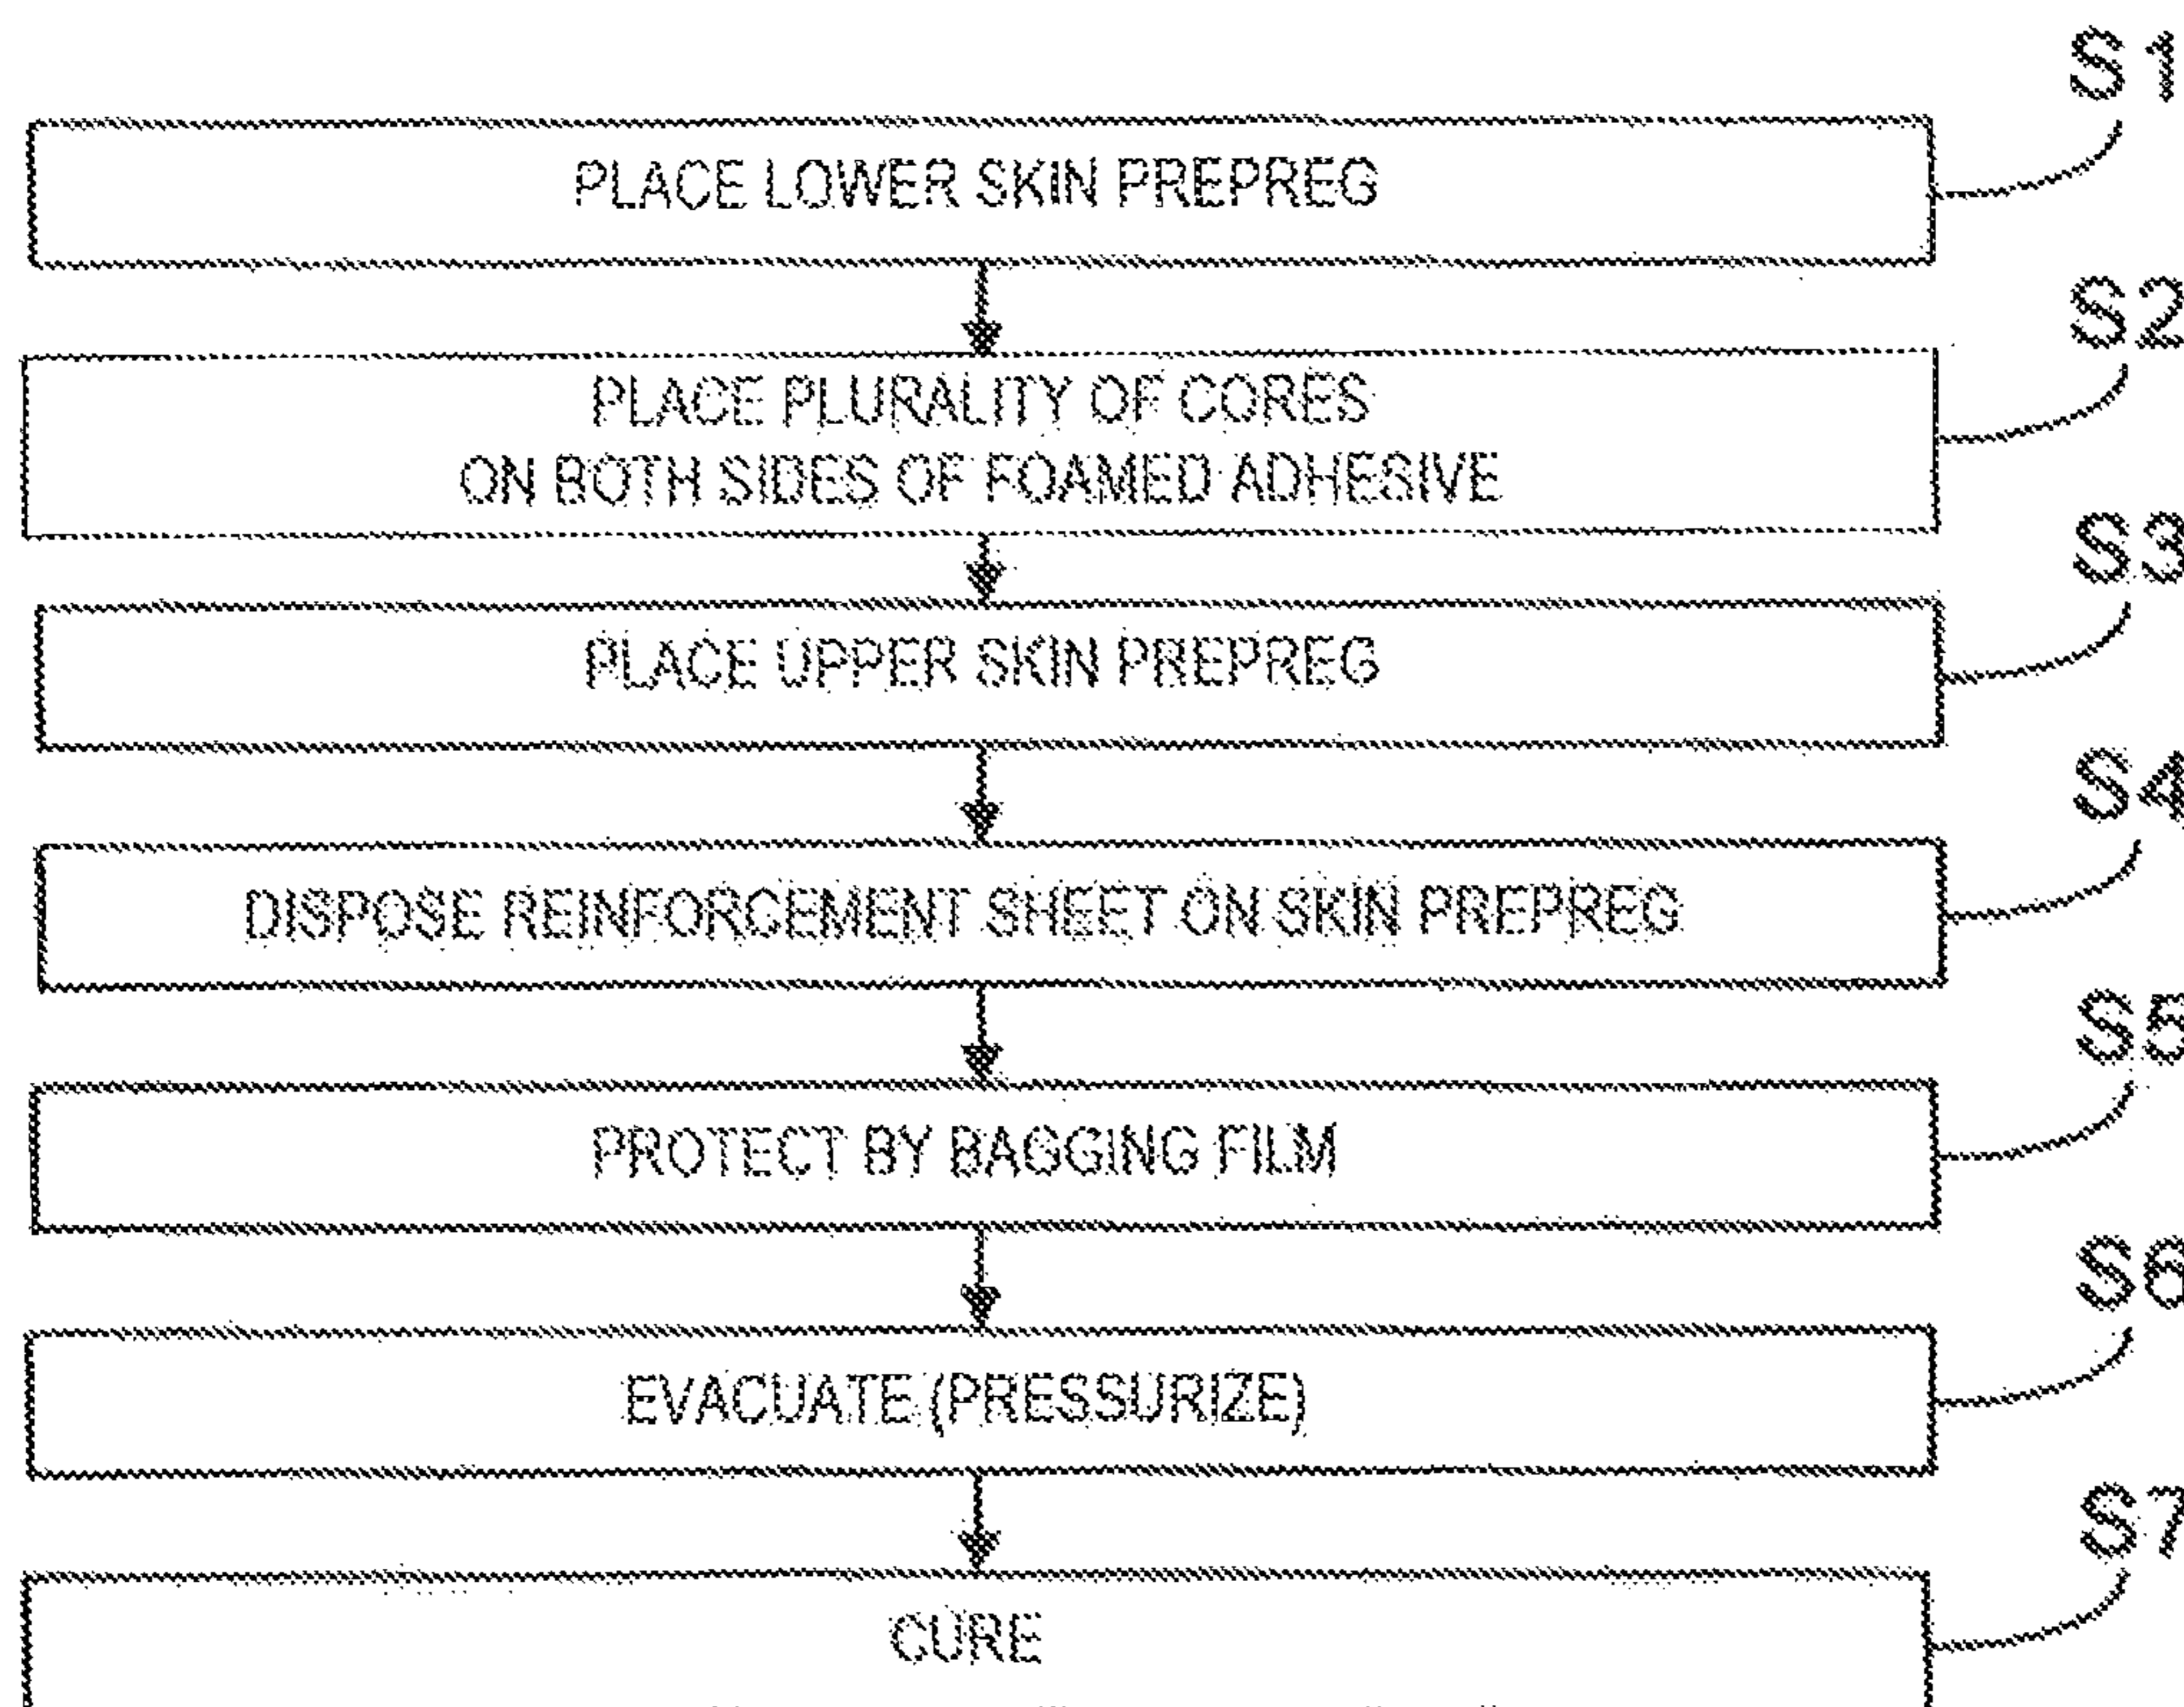 S1
PLACE LOWER SKIN PREPREG
S2
PLACE PLURALITY OF CORES
ON BOTH SIDES OF FOAMED ADHESIVE
S3
PLACE UPPER SKIN PREPREG
S4
DISPOSE REINFORCEMENT SHEET ON SKIN PREPREG
S5
PROTECT BY BAGGING FILM
S6
EVACUATE (PRESSURIZE)
S7
CURE